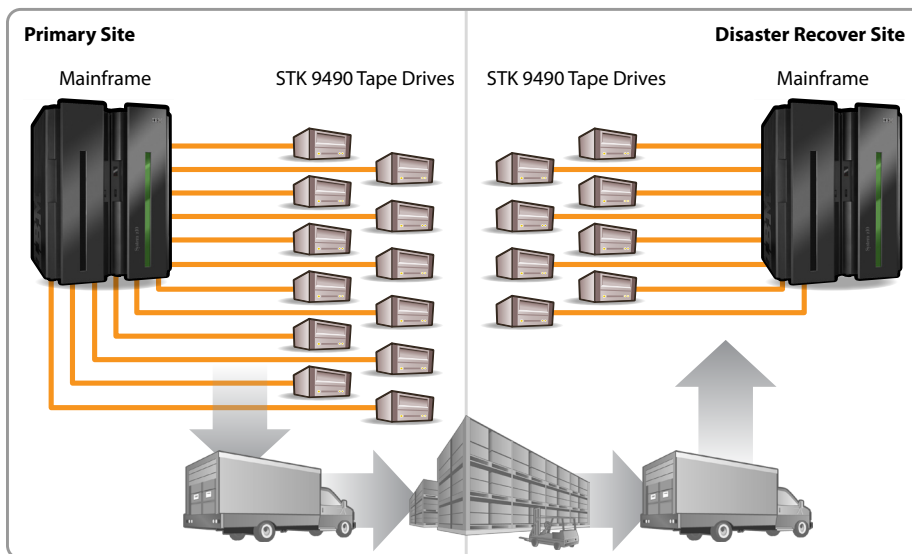 Primary Site
Disaster Recover Site
Mainframe
STK 9490 Tape Drives
STK 9490 Tape Drives
Mainframe